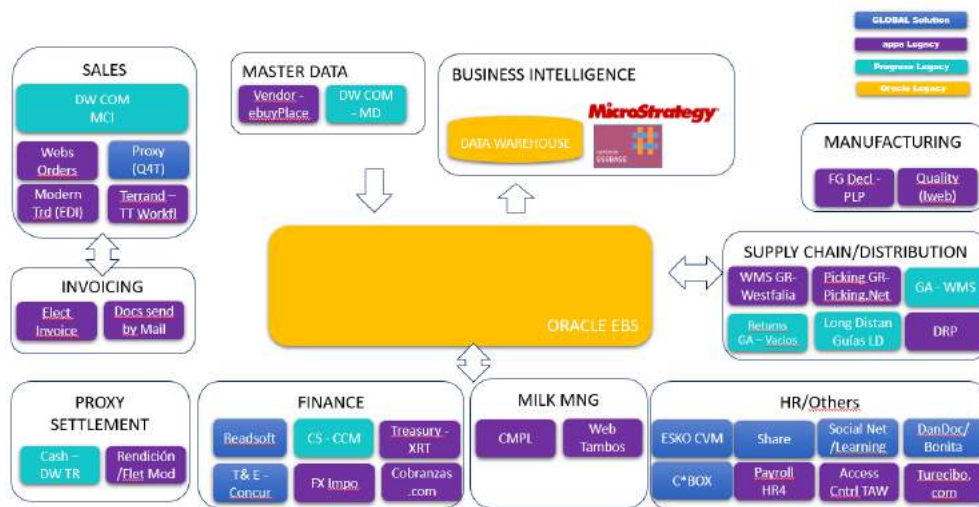 GLOBAL Solution
apps Legacy
Progress Legacy
Oracle Legacy
SALES
DW COM
MCI
Webs
Orders
Proxy
(Q4T)
Modern
Trd (EDI)
Terrand –
TT Workfl
INVOICING
Elect
Invoice
Docs send
by Mail
MASTER DATA
Vendor -
ebuyPlace
DW COM
- MD
BUSINESS INTELLIGENCE
DATA WAREHOUSE
MicroStrategy
ESSBASE
MANUFACTURING
FG Decl -
PLP
Quality
(Iweb)
ORACLE EBS
SUPPLY CHAIN/DISTRIBUTION
WMS GR-
Westfalia
Picking GR-
Picking.Net
GA - WMS
Returns
GA – Vacios
Long Distan
Guías LD
DRP
PROXY
SETTLEMENT
Cash –
DW TR
Rendición
/Flet Mod
FINANCE
Readsoft
CS - CCM
Treasury -
XRT
T& E -
Concur
FX Impo
Cobranzas
.com
MILK MNG
CMPL
Web
Tambos
HR/Others
ESKO CVM
Share
Social Net
/Learning
DanDoc/
Bonita
C*BOX
Payroll
HR4
Access
Cntrl TAW
Turecibo.
com